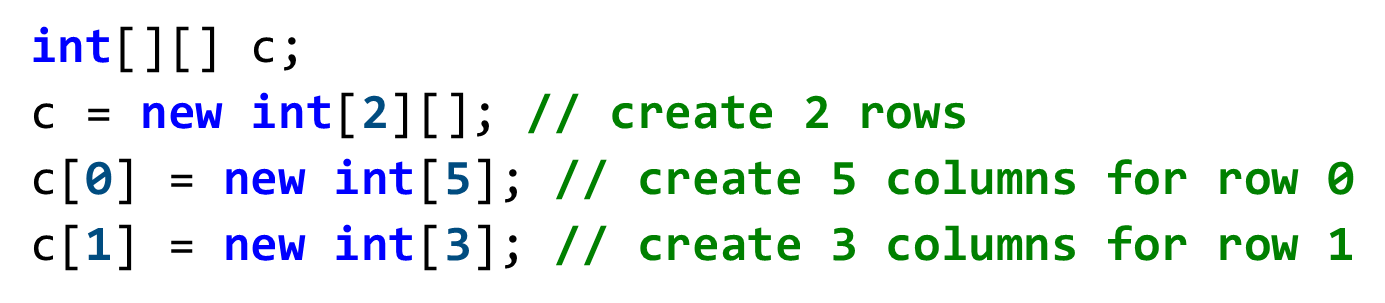 int[][] c;
c = new int[2][]; // create 2 rows
c[0] = new int[5]; // create 5 columns for row 0
c[1] = new int[3]; // create 3 columns for row 1